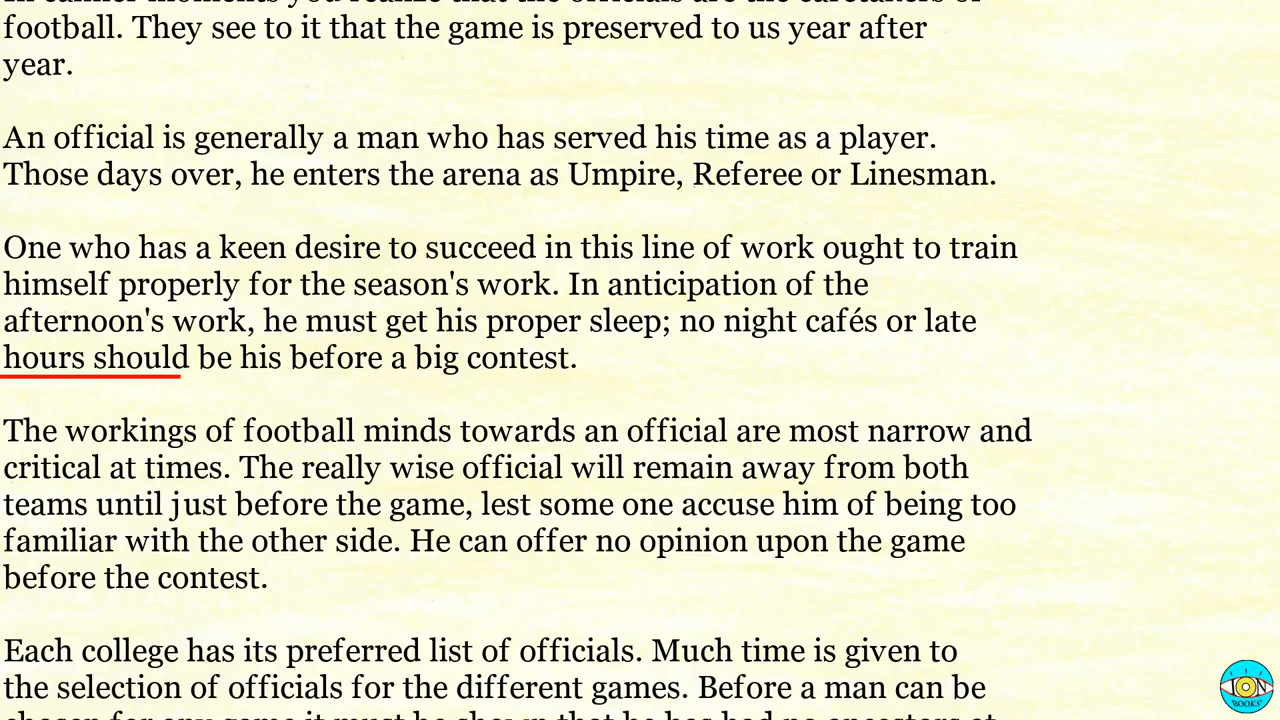 football. They see to it that the game is preserved to us year after
year.
An official is generally a man who has served his time as a player.
Those days over, he enters the arena as Umpire, Referee or Linesman.
One who has a keen desire to succeed in this line of work ought to train
himself properly for the season's work. In anticipation of the
afternoon's work, he must get his proper sleep; no night cafés or late
hours should be his before a big contest.
The workings of football minds towards an official are most narrow and
critical at times. The really wise official will remain away from both
teams until just before the game, lest some one accuse him of being too
familiar with the other side. He can offer no opinion upon the game
before the contest.
Each college has its preferred list of officials. Much time is given to
the selection of officials for the different games. Before a man can be
ION
BOOKS